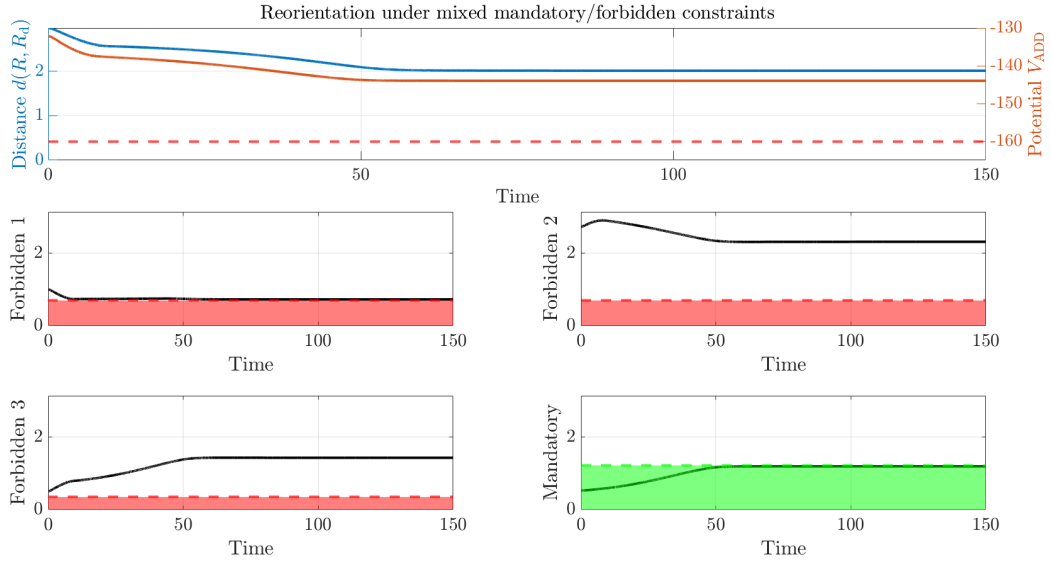 Reorientation under mixed mandatory/forbidden constraints
Distance d(R, R_d)
2
1
0
-130
-140
-150
-160
Potential V_ADD
0
50
100
150
Time
Forbidden 1
2
0
0
50
100
150
Time
Forbidden 2
2
0
0
50
100
150
Time
Forbidden 3
2
0
0
50
100
150
Time
Mandatory
2
0
0
50
100
150
Time